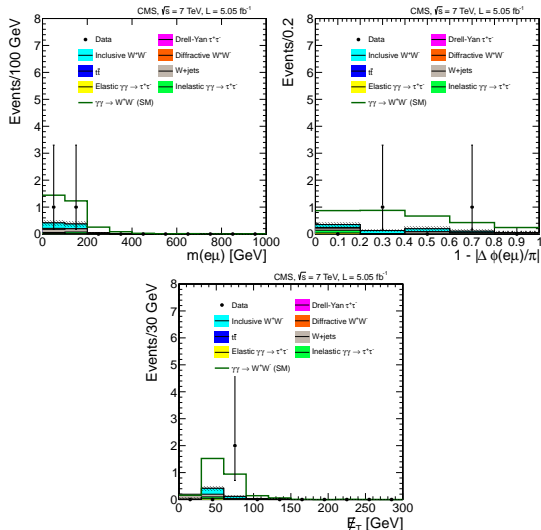 CMS, √s = 7 TeV, L = 5.05 fb⁻¹
Events/100 GeV
8
7
6
5
4
3
2
1
0
Data
Drell-Yan τ⁺τ⁻
Inclusive W⁺W⁻
Diffractive W⁺W⁻
tt̄
W+jets
Elastic γγ → τ⁺τ⁻
Inelastic γγ → τ⁺τ⁻
γγ → W⁺W⁻ (SM)
0 200 400 600 800 1000
m(eμ) [GeV]
CMS, √s = 7 TeV, L = 5.05 fb⁻¹
Events/0.2
8
7
6
5
4
3
2
1
0
Data
Drell-Yan τ⁺τ⁻
Inclusive W⁺W⁻
Diffractive W⁺W⁻
tt̄
W+jets
Elastic γγ → τ⁺τ⁻
Inelastic γγ → τ⁺τ⁻
γγ → W⁺W⁻ (SM)
0 0.1 0.2 0.3 0.4 0.5 0.6 0.7 0.8 0.9 1
1 - |Δ φ(eμ)/π|
CMS, √s = 7 TeV, L = 5.05 fb⁻¹
Events/30 GeV
8
7
6
5
4
3
2
1
0
Data
Drell-Yan τ⁺τ⁻
Inclusive W⁺W⁻
Diffractive W⁺W⁻
tt̄
W+jets
Elastic γγ → τ⁺τ⁻
Inelastic γγ → τ⁺τ⁻
γγ → W⁺W⁻ (SM)
0 50 100 150 200 250 300
E̸_T [GeV]